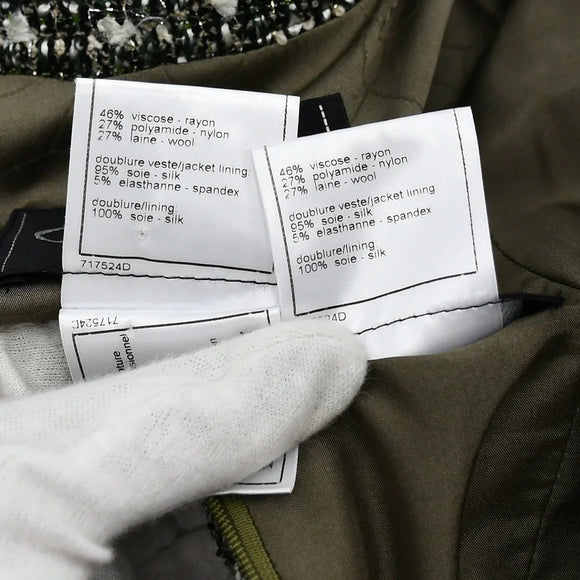 46% viscose - rayon
27% polyamide - nylon
27% laine - wool
doublure veste/jacket lining:
95% soie - silk
5% elasthanne - spandex
doublure/lining:
100% soie - silk
717524D
46% viscose - rayon
27% polyamide - nylon
27% laine - wool
doublure veste/jacket lining:
95% soie - silk
5% elasthanne - spandex
doublure/lining:
100% soie - silk
24D
717524D